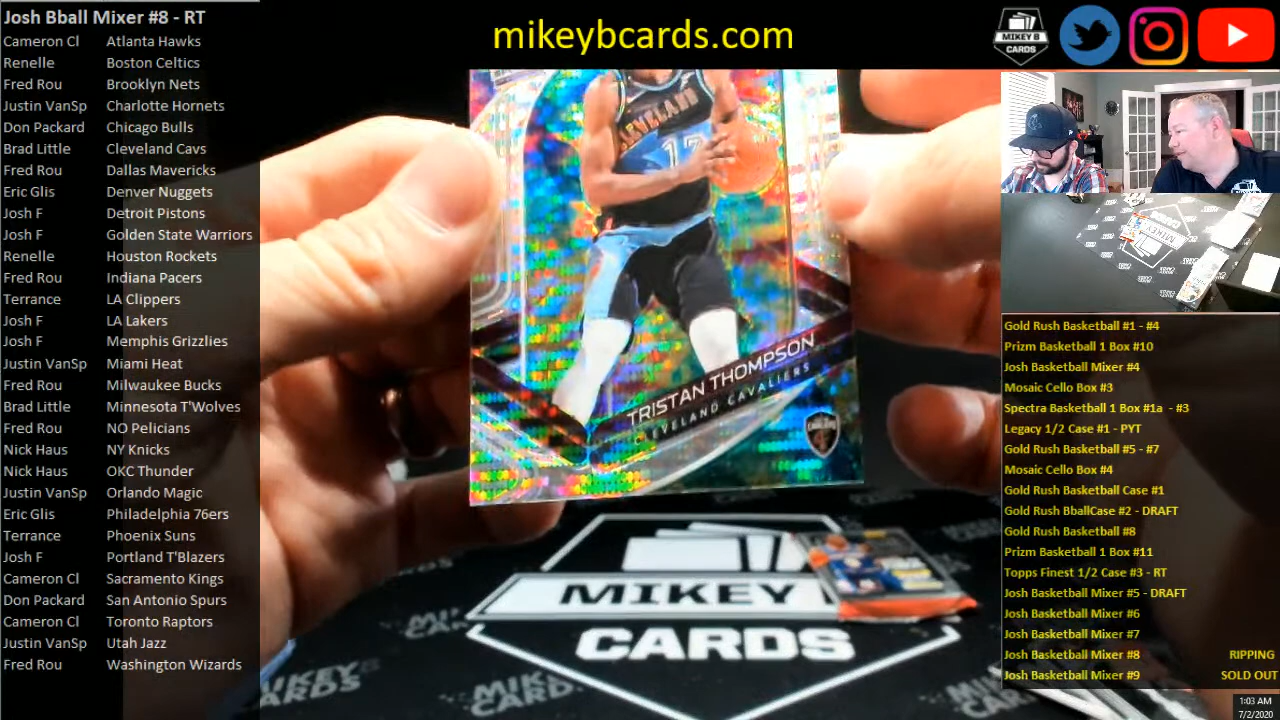 Josh Bball Mixer #8 - RT
Cameron Cl Atlanta Hawks
Renelle Boston Celtics
Fred Rou Brooklyn Nets
Justin VanSp Charlotte Hornets
Don Packard Chicago Bulls
Brad Little Cleveland Cavs
Fred Rou Dallas Mavericks
Eric Glis Denver Nuggets
Josh F Detroit Pistons
Josh F Golden State Warriors
Renelle Houston Rockets
Fred Rou Indiana Pacers
Terrance LA Clippers
Josh F LA Lakers
Josh F Memphis Grizzlies
Justin VanSp Miami Heat
Fred Rou Milwaukee Bucks
Brad Little Minnesota T'Wolves
Fred Rou NO Pelicians
Nick Haus NY Knicks
Nick Haus OKC Thunder
Justin VanSp Orlando Magic
Eric Glis Philadelphia 76ers
Terrance Phoenix Suns
Josh F Portland T'Blazers
Cameron Cl Sacramento Kings
Don Packard San Antonio Spurs
Cameron Cl Toronto Raptors
Justin VanSp Utah Jazz
Fred Rou Washington Wizards
mikeybcards.com
MIKEY B
CARDS
CLEVELAND
13
TRISTAN THOMPSON
CLEVELAND CAVALIERS
MIKEY
CARDS
MIKEY
CARDS
MIKEY
CARDS
MIKEY
CARDS
Gold Rush Basketball #1 - #4
Prizm Basketball 1 Box #10
Josh Basketball Mixer #4
Mosaic Cello Box #3
Spectra Basketball 1 Box #1a - #3
Legacy 1/2 Case #1 - PYT
Gold Rush Basketball #5 - #7
Mosaic Cello Box #4
Gold Rush Basketball Case #1
Gold Rush BballCase #2 - DRAFT
Gold Rush Basketball #8
Prizm Basketball 1 Box #11
Topps Finest 1/2 Case #3 - RT
Josh Basketball Mixer #5 - DRAFT
Josh Basketball Mixer #6
Josh Basketball Mixer #7
Josh Basketball Mixer #8 RIPPING
Josh Basketball Mixer #9 SOLD OUT
1:03 AM
7/2/2020